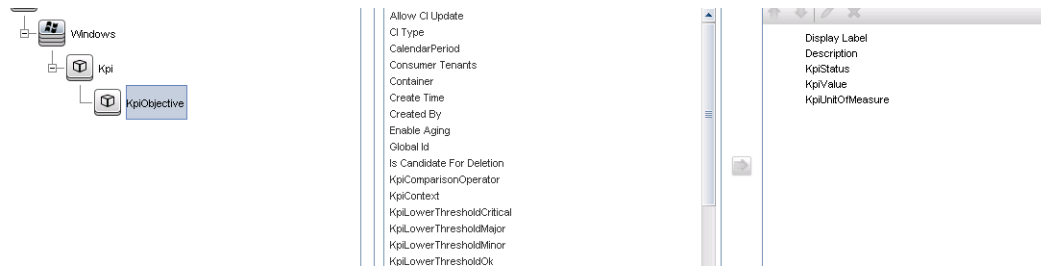 Windows
Kpi
KpiObjective
Allow CI Update
CI Type
CalendarPeriod
Consumer Tenants
Container
Create Time
Created By
Enable Aging
Global Id
Is Candidate For Deletion
KpiComparisonOperator
KpiContext
KpiLowerThresholdCritical
KpiLowerThresholdMajor
KpiLowerThresholdMinor
KpiLowerThresholdOk
Display Label
Description
KpiStatus
KpiValue
KpiUnitOfMeasure